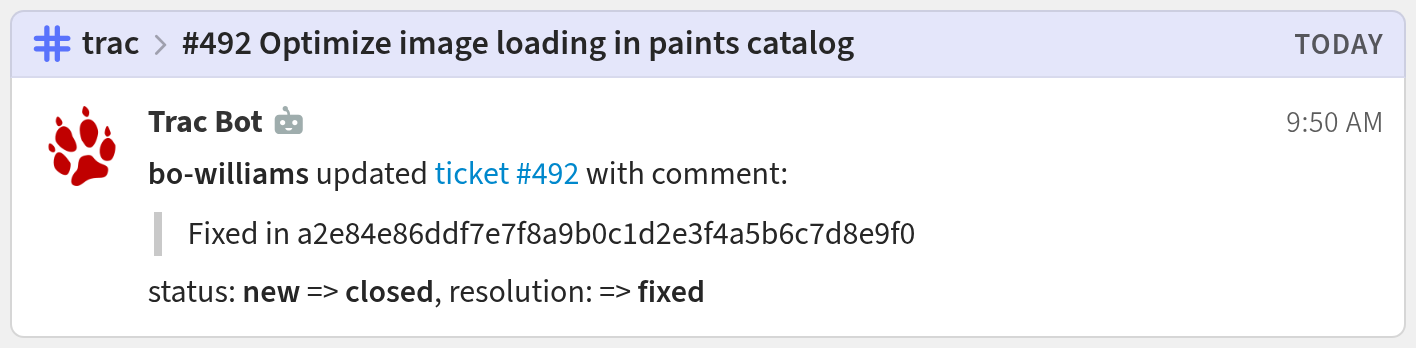 trac > #492 Optimize image loading in paints catalog TODAY
Trac Bot 9:50 AM
bo-williams updated ticket #492 with comment:
Fixed in a2e84e86ddf7e7f8a9b0c1d2e3f4a5b6c7d8e9f0
status: new => closed, resolution: => fixed